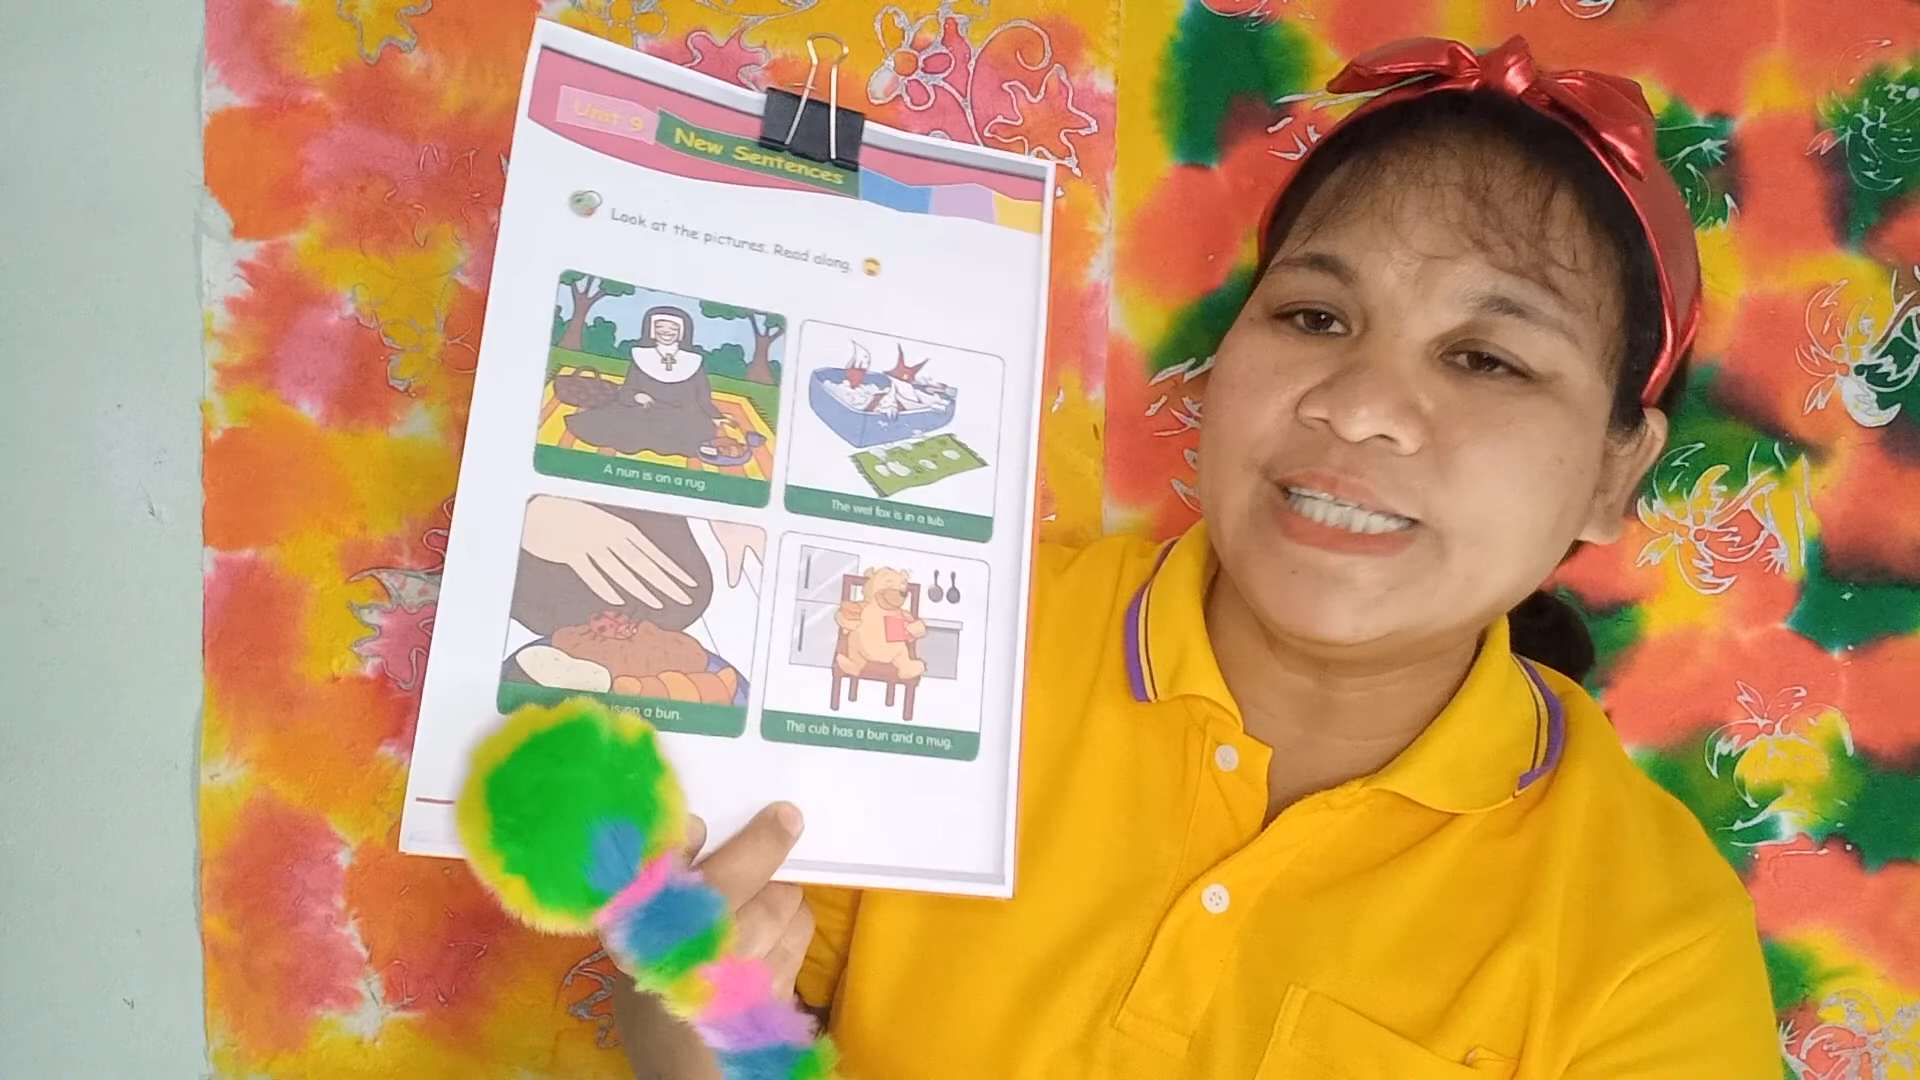 Unit 9
New Sentences
Look at the pictures. Read along.
A nun is on a rug.
The wet fox is in a tub.
is on a bun.
The cub has a bun and a mug.